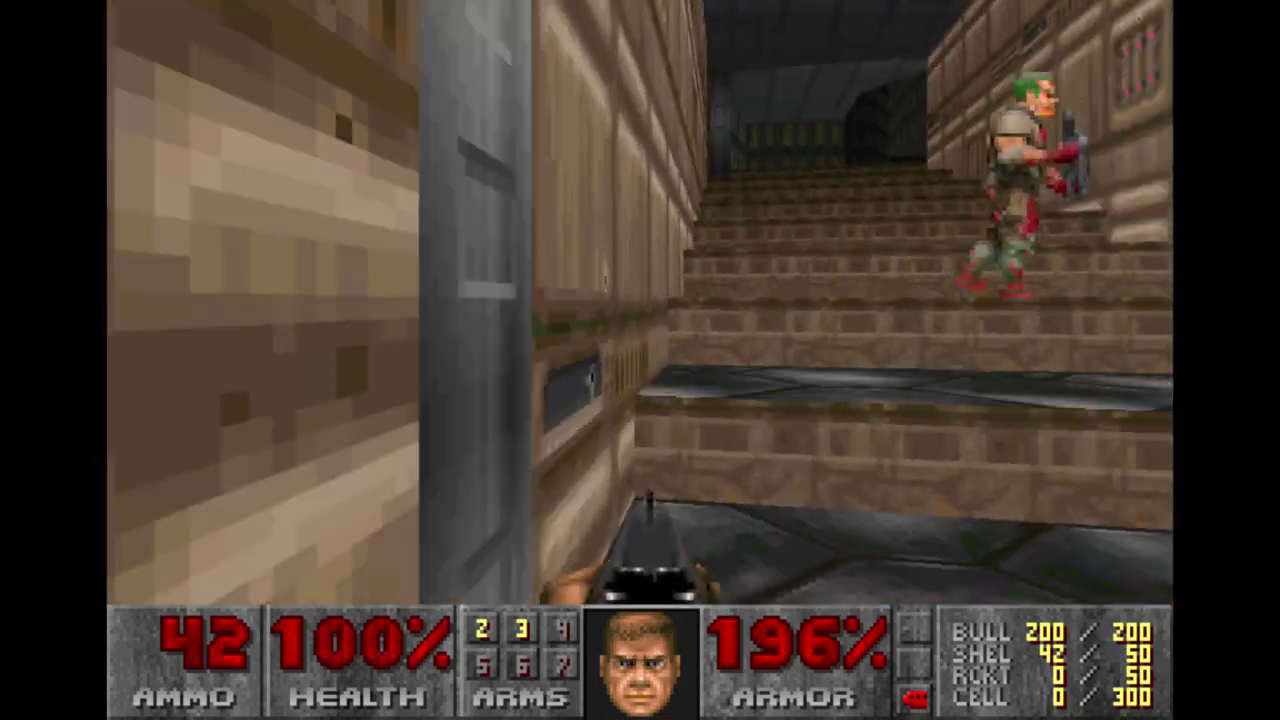 42 100% 2 3 4 196% BULL 200 / 200
5 6 7 SHEL 42 / 50
RCKT 0 / 50
AMMO HEALTH ARMS ARMOR CELL 0 / 300